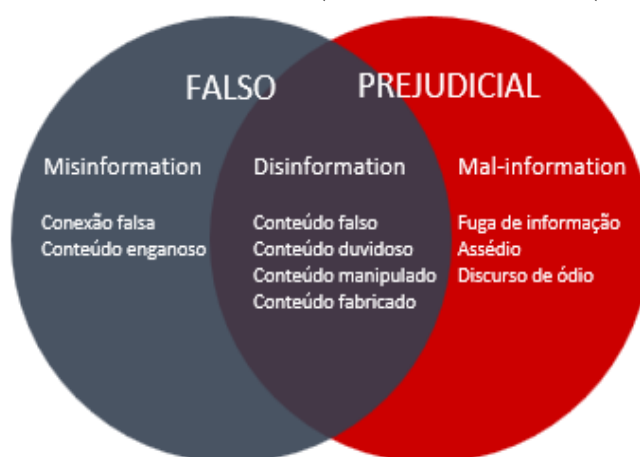 FALSO
PREJUDICIAL
Misinformation
Conexão falsa
Conteúdo enganoso
Disinformation
Conteúdo falso
Conteúdo duvidoso
Conteúdo manipulado
Conteúdo fabricado
Mal-information
Fuga de informação
Assédio
Discurso de ódio